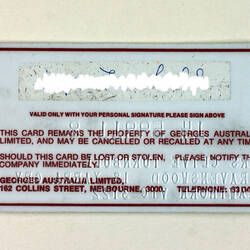 VALID ONLY WITH YOUR PERSONAL SIGNATURE PLEASE SIGN ABOVE
THIS CARD REMAINS THE PROPERTY OF GEORGES AUSTRAL
LIMITED, AND MAY BE CANCELLED OR RECALLED AT ANY TIM
SHOULD THIS CARD BE LOST OR STOLEN, PLEASE NOTIFY TH
COMPANY IMMEDIATELY.
GEORGES AUSTRALIA LIMITED,
162 COLLINS STREET, MELBOURNE, 3000. TELEPHONE: